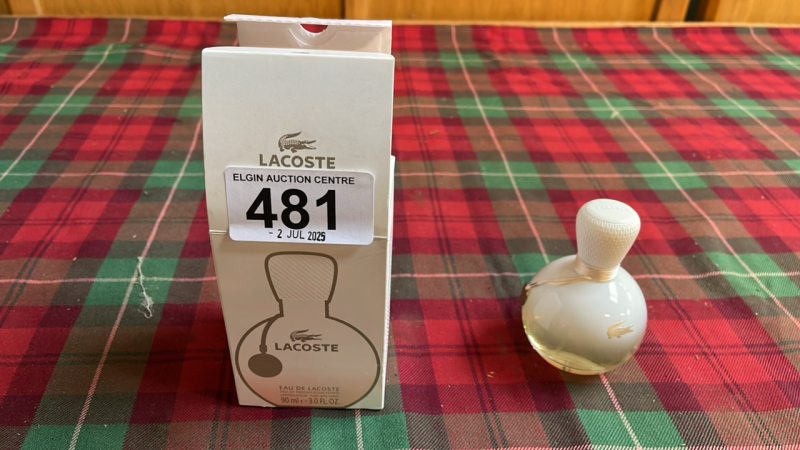 LACOSTE
ELGIN AUCTION CENTRE
481
- 2 JUL 2025
LACOSTE
EAU DE LACOSTE
90 ml e 3.0 FL. OZ.